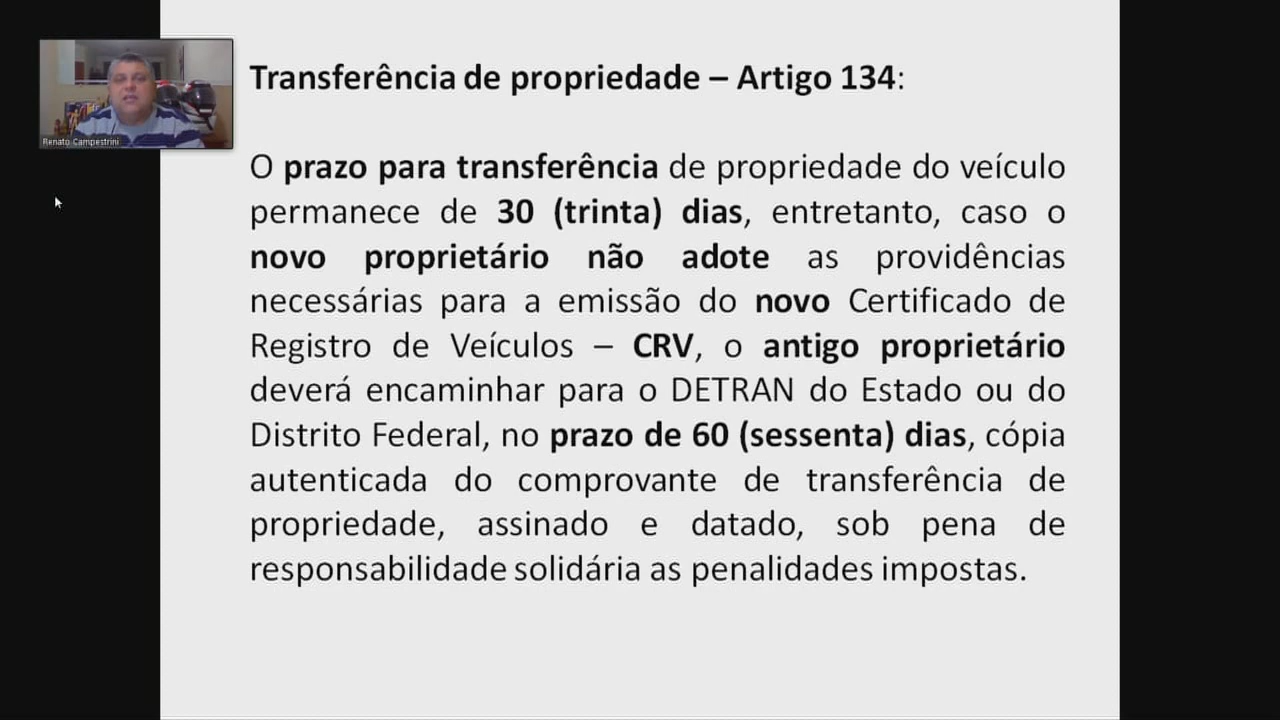 Transferência de propriedade – Artigo 134:
Renato Campestrini
O prazo para transferência de propriedade do veículo
permanece de 30 (trinta) dias, entretanto, caso o
novo proprietário não adote as providências
necessárias para a emissão do novo Certificado de
Registro de Veículos – CRV, o antigo proprietário
deverá encaminhar para o DETRAN do Estado ou do
Distrito Federal, no prazo de 60 (sessenta) dias, cópia
autenticada do comprovante de transferência de
propriedade, assinado e datado, sob pena de
responsabilidade solidária as penalidades impostas.